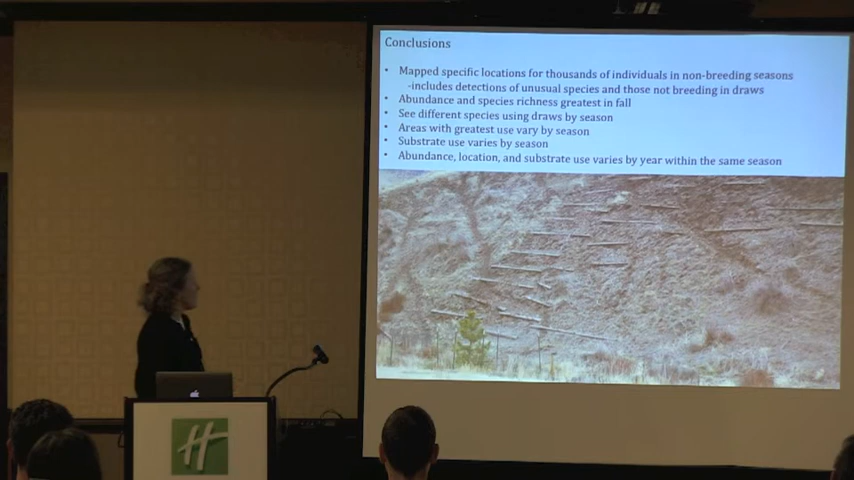 Conclusions
• Mapped specific locations for thousands of individuals in non-breeding seasons
-includes detections of unusual species and those not breeding in draws
• Abundance and species richness greatest in fall
• See different species using draws by season
• Areas with greatest use vary by season
• Substrate use varies by season
• Abundance, location, and substrate use varies by year within the same season
H